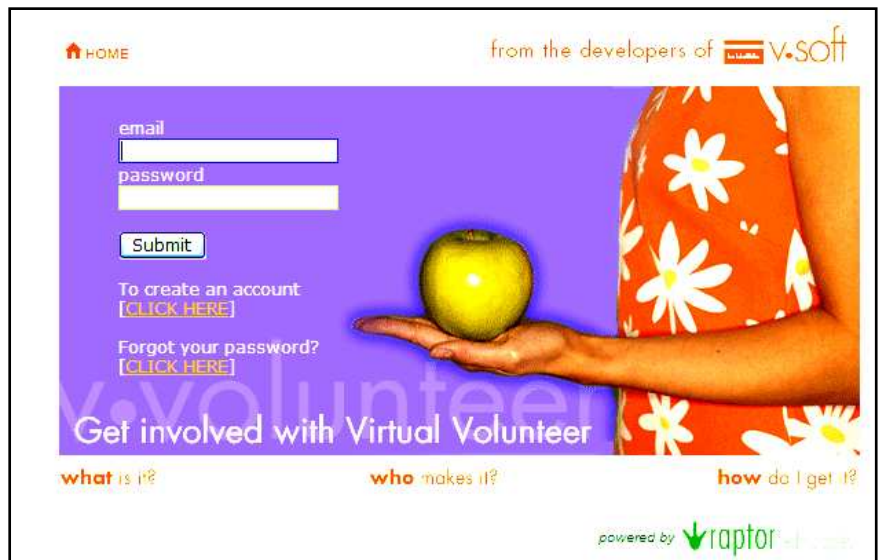 HOME
from the developers of v.soft
email
password
Submit
To create an account
[CLICK HERE]
Forgot your password?
[CLICK HERE]
v.volunteer
Get involved with Virtual Volunteer
what is it?
who makes it?
how do I get it?
powered by raptor